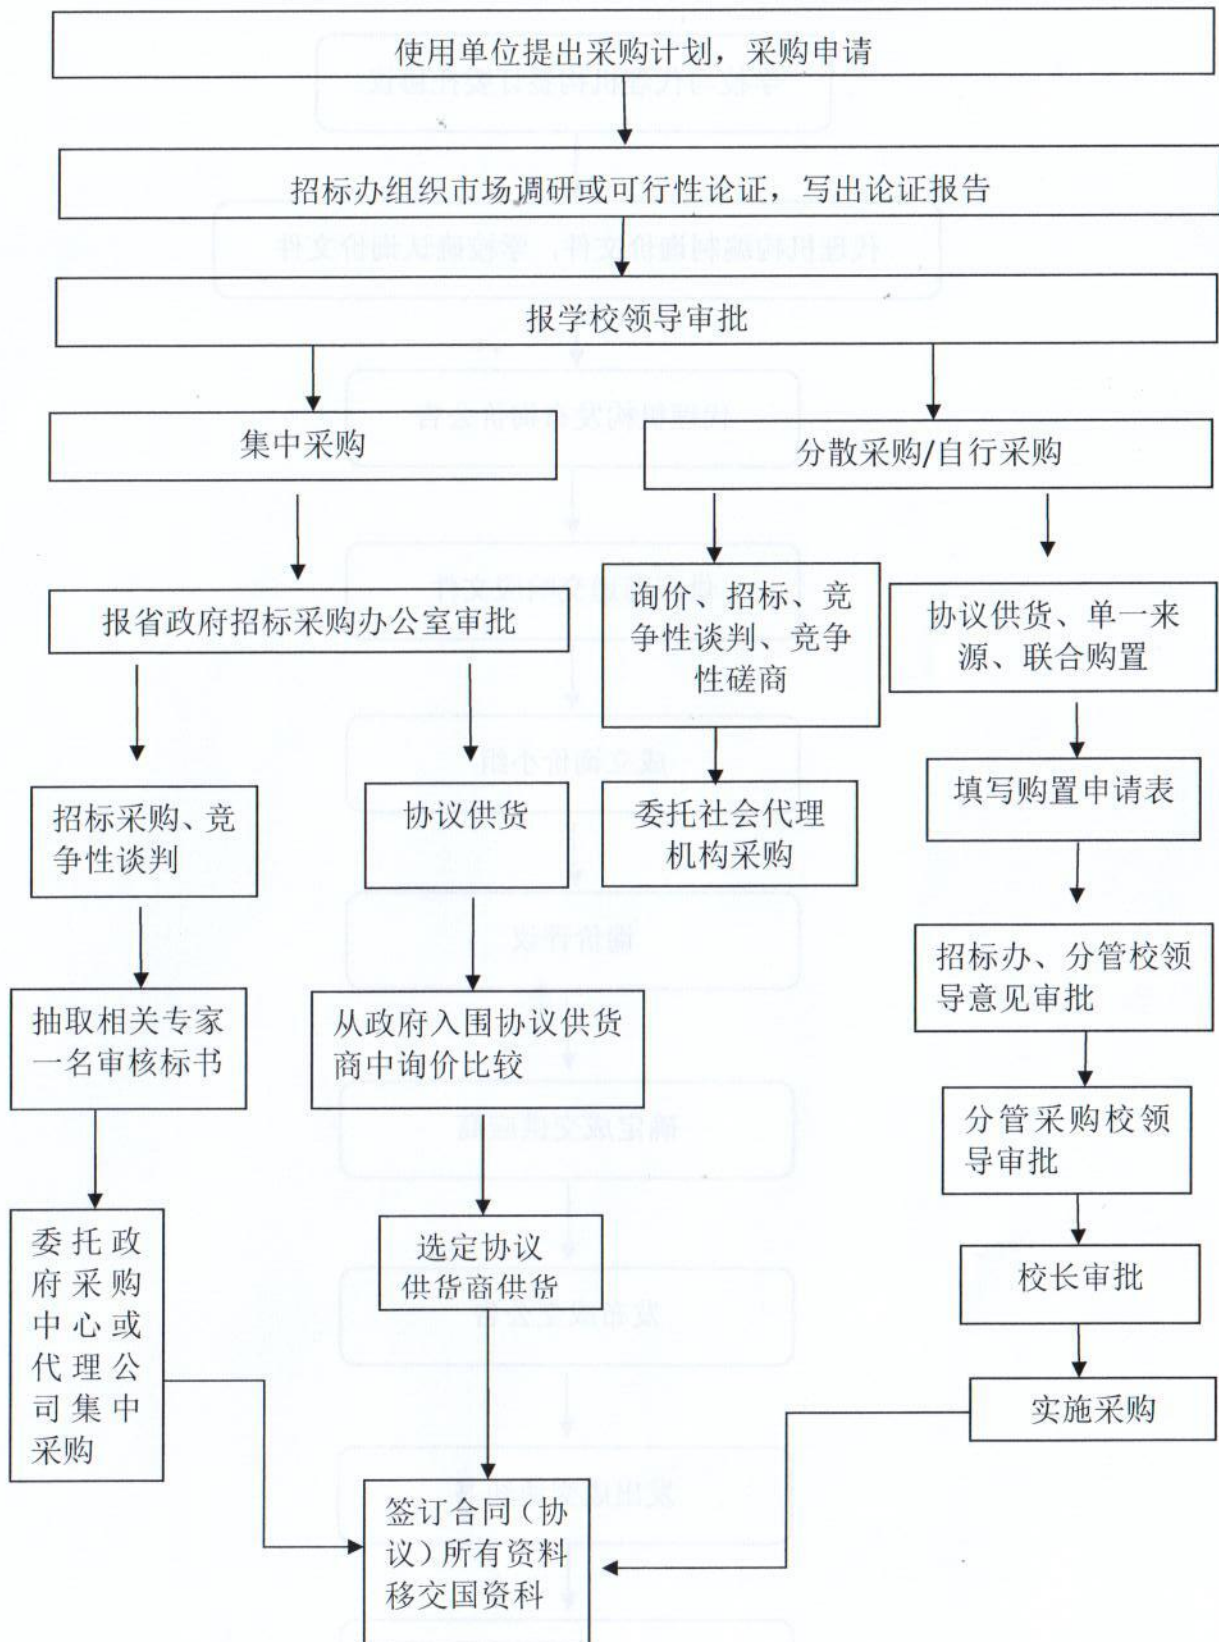 使用单位提出采购计划，采购申请
招标办组织市场调研或可行性论证，写出论证报告
报学校领导审批
集中采购
分散采购/自行采购
报省政府招标采购办公室审批
询价、招标、竞
争性谈判、竞争
性磋商
协议供货、单一来
源、联合购置
招标采购、竞
争性谈判
协议供货
委托社会代理
机构采购
填写购置申请表
抽取相关专家
一名审核标书
从政府入围协议供货
商中询价比较
招标办、分管校领
导意见审批
分管采购校领
导审批
委托政
府采购
中心或
代理公
司集中
采购
选定协议
供货商供货
校长审批
实施采购
签订合同（协
议）所有资料
移交国资科